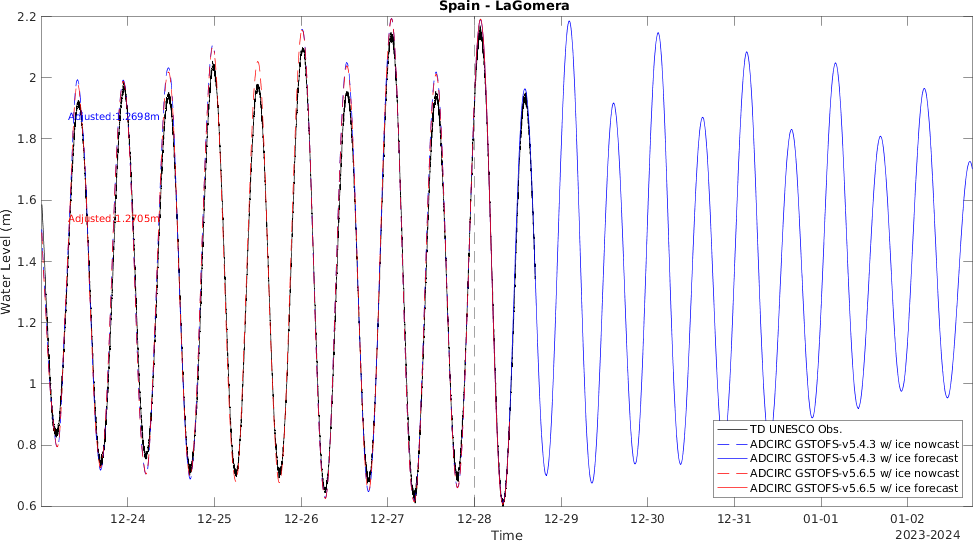 Spain - LaGomera
2.2
2
1.8
1.6
1.4
1.2
1
0.8
0.6
Water Level (m)
Adjusted:1.2698m
Adjusted:1.2705m
TD UNESCO Obs.
ADCIRC GSTOFS-v5.4.3 w/ ice nowcast
ADCIRC GSTOFS-v5.4.3 w/ ice forecast
ADCIRC GSTOFS-v5.6.5 w/ ice nowcast
ADCIRC GSTOFS-v5.6.5 w/ ice forecast
12-24 12-25 12-26 12-27 12-28 12-29 12-30 12-31 01-01 01-02
Time
2023-2024